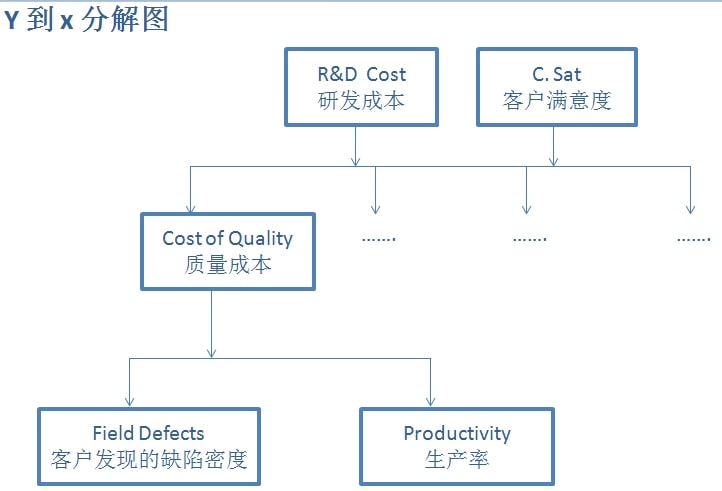 Y 到 x 分解图
R&D Cost
研发成本
C. Sat
客户满意度
Cost of Quality
质量成本
…….
…….
…….
Field Defects
客户发现的缺陷密度
Productivity
生产率